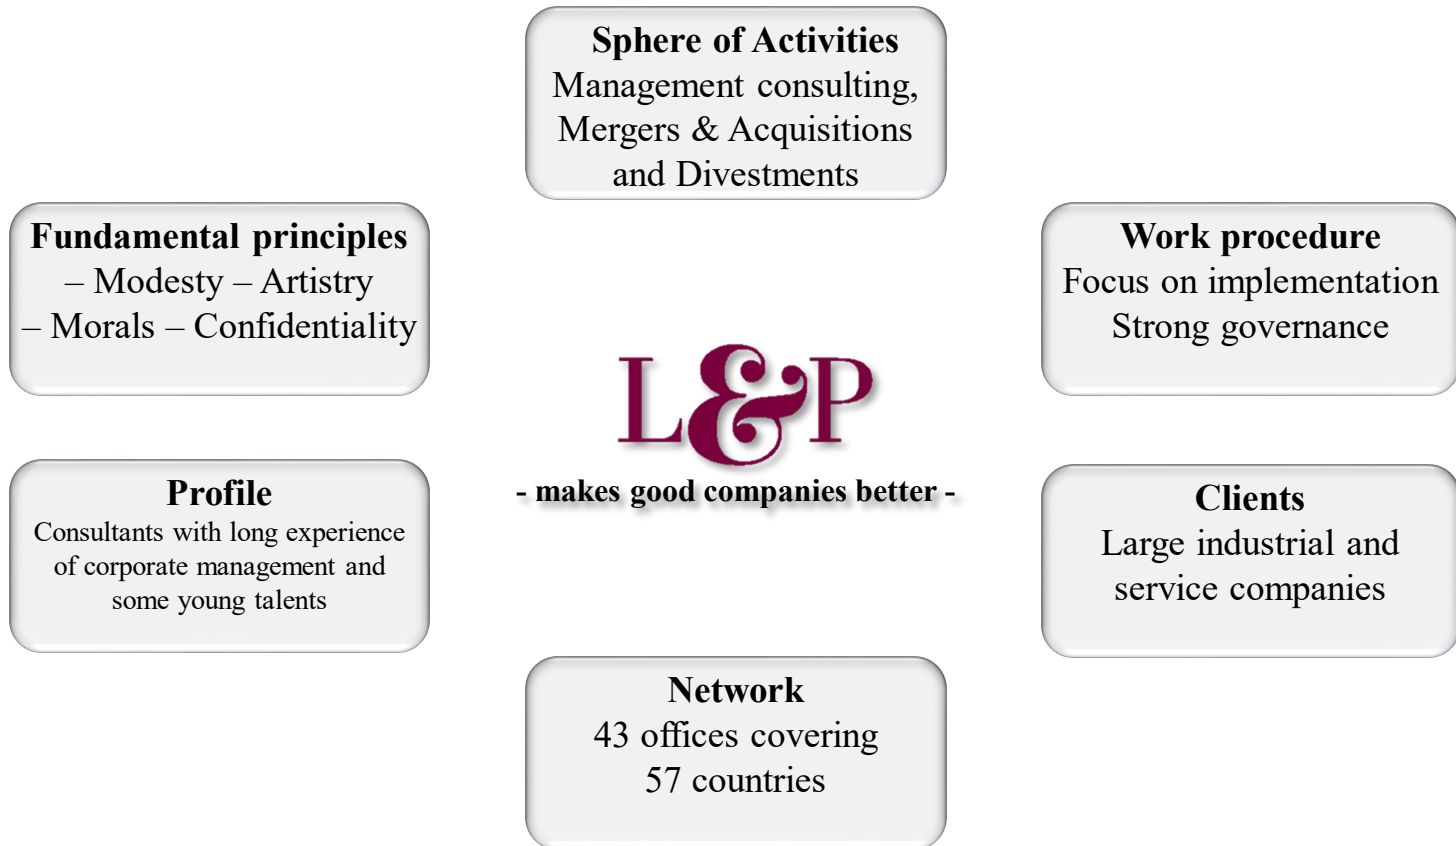 Sphere of Activities
Management consulting,
Mergers & Acquisitions
and Divestments
Fundamental principles
– Modesty – Artistry
– Morals – Confidentiality
Work procedure
Focus on implementation
Strong governance
L&P
- makes good companies better -
Profile
Consultants with long experience
of corporate management and
some young talents
Clients
Large industrial and
service companies
Network
43 offices covering
57 countries